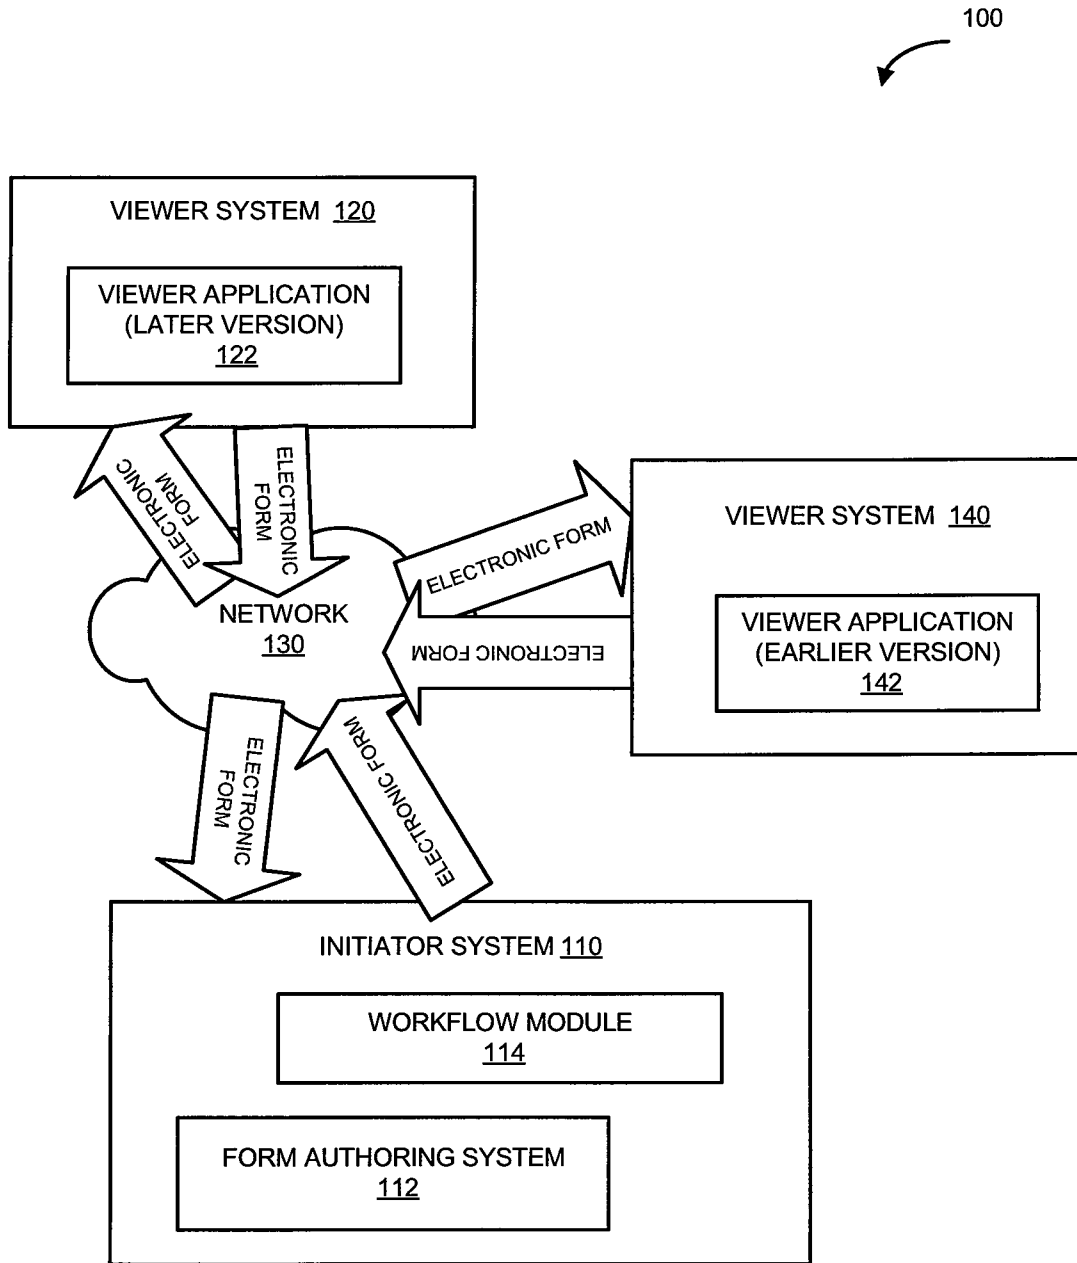 100
VIEWER SYSTEM 120
VIEWER APPLICATION
(LATER VERSION)
122
ELECTRONIC
FORM
ELECTRONIC
FORM
ELECTRONIC FORM
VIEWER SYSTEM 140
VIEWER APPLICATION
(EARLIER VERSION)
142
NETWORK
130
ELECTRONIC FORM
ELECTRONIC
FORM
ELECTRONIC FORM
INITIATOR SYSTEM 110
WORKFLOW MODULE
114
FORM AUTHORING SYSTEM
112